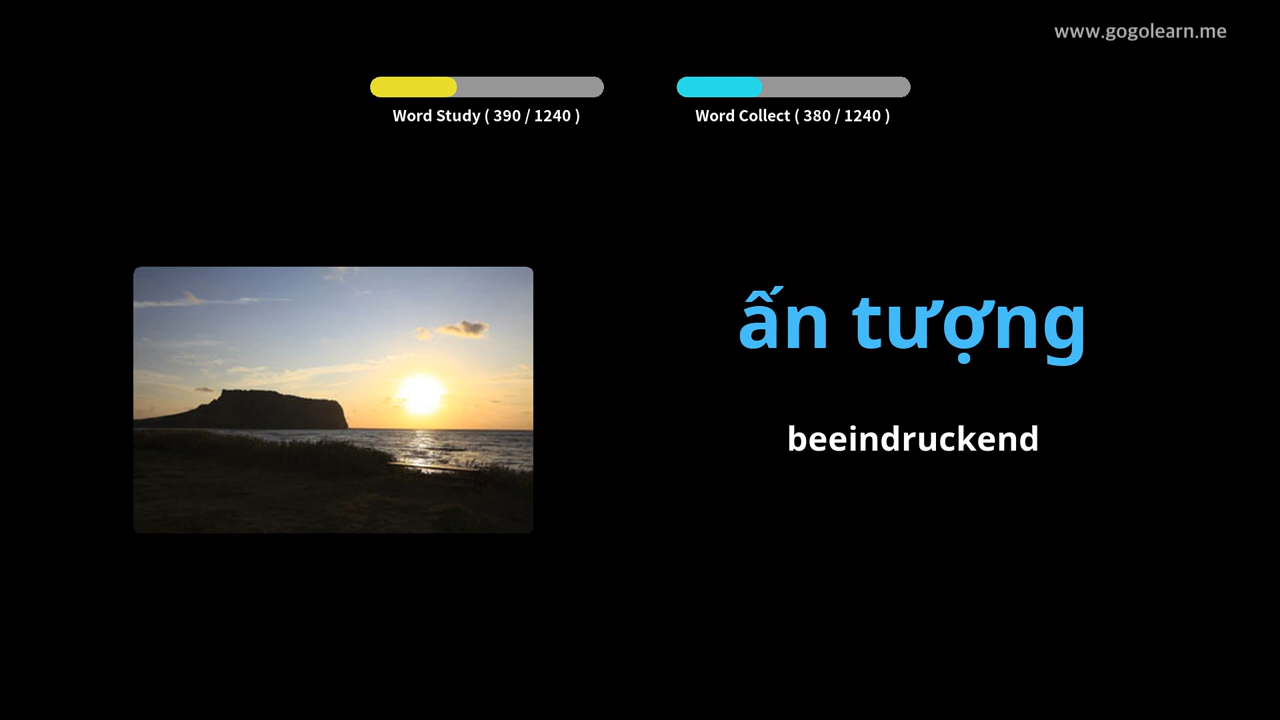 www.gogolearn.me
Word Study ( 390 / 1240 )
Word Collect ( 380 / 1240 )
ấn tượng
beeindruckend